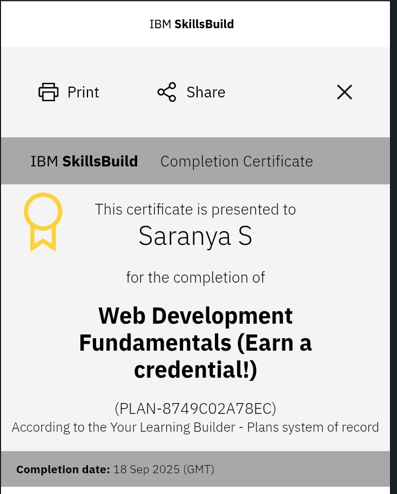 IBM SkillsBuild
Print
Share
IBM SkillsBuild Completion Certificate
This certificate is presented to
Saranya S
for the completion of
Web Development
Fundamentals (Earn a
credential!)
(PLAN-8749C02A78EC)
According to the Your Learning Builder - Plans system of record
Completion date: 18 Sep 2025 (GMT)